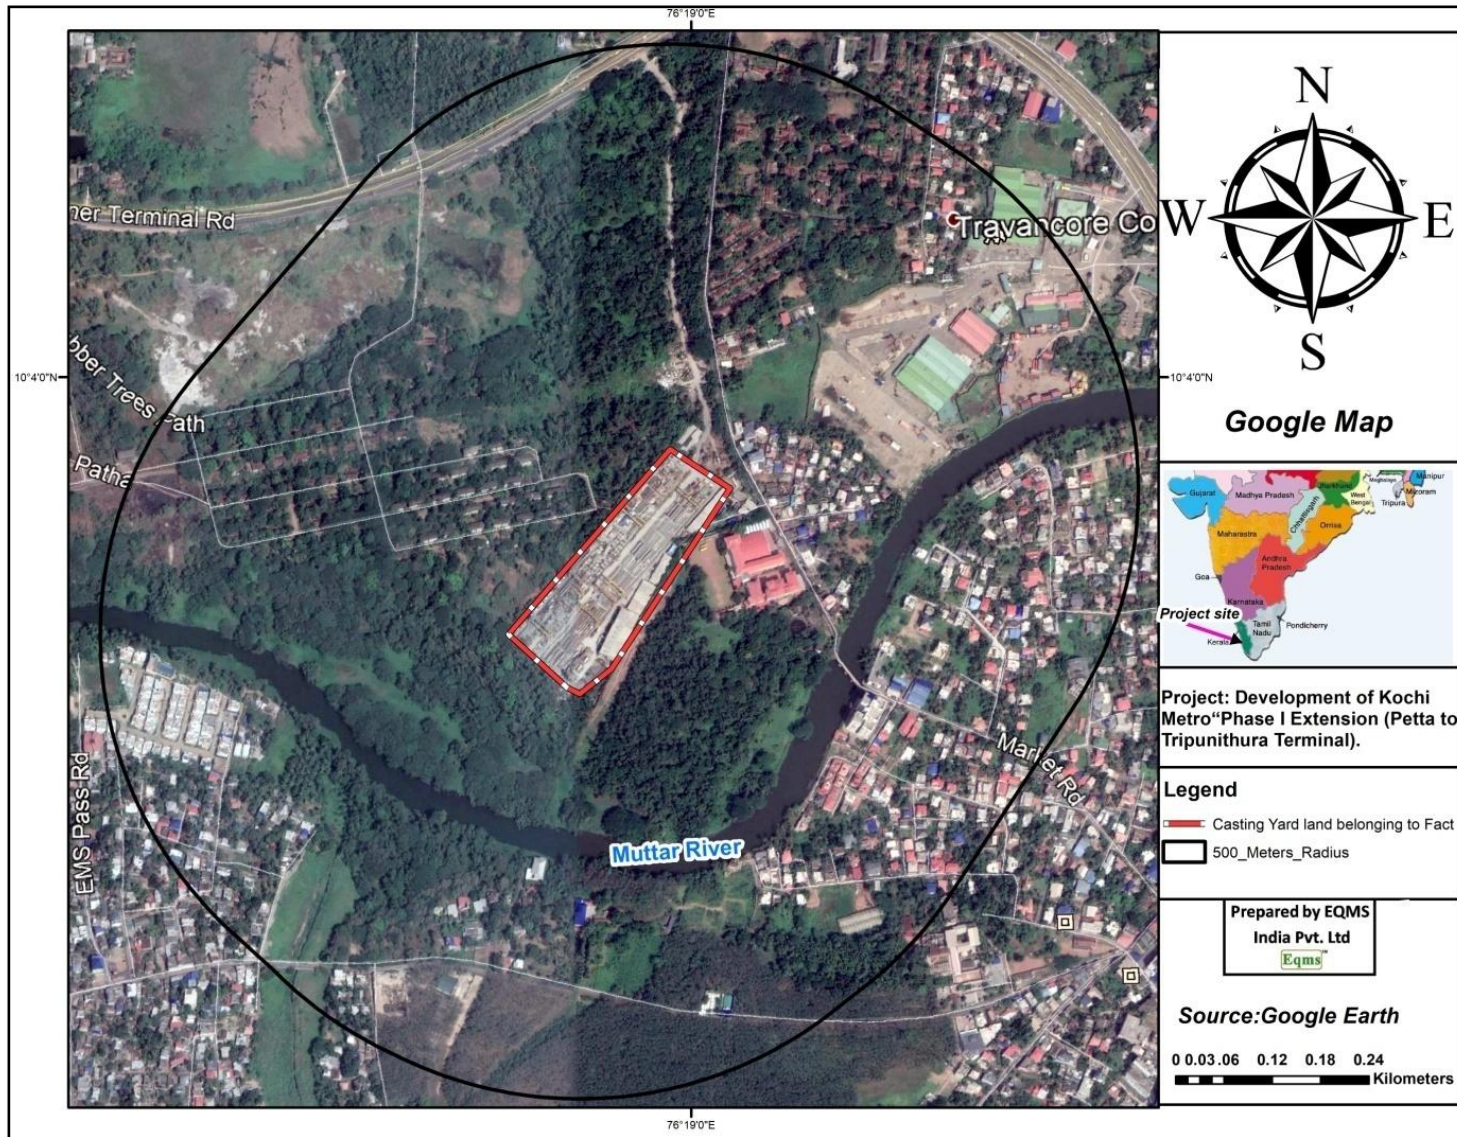 76°19'0"E
N
W
E
S
ner Terminal Rd
Travancore Co
10°4'0"N
10°4'0"N
bber Trees Path
Patha
Google Map
Gujarat
Madhya Pradesh
Jharkhand
Chhattisgarh
West Bengal
Meghalaya
Manipur
Tripura
Mizoram
Maharastra
Orrisa
Andhra Pradesh
Goa
Karnataka
Project site
Kerala
Tamil Nadu
Pondicherry
Project: Development of Kochi
Metro“Phase I Extension (Petta to
Tripunithura Terminal).
Market Rd
EMS Pass Rd
Muttar River
Legend
Casting Yard land belonging to Fact
500_Meters_Radius
Prepared by EQMS
India Pvt. Ltd
Eqms
Source:Google Earth
0 0.03.06 0.12 0.18 0.24
Kilometers
76°19'0"E